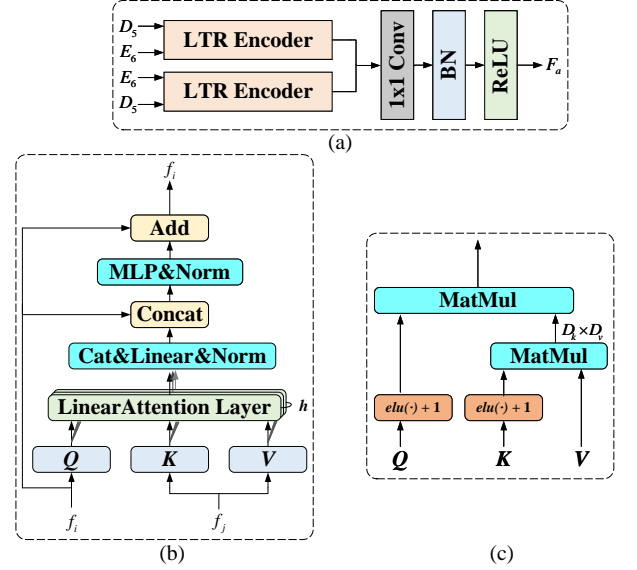 D5
E6
LTR Encoder
E6
D5
LTR Encoder
1x1 Conv
BN
ReLU
Fa
(a)
fi
Add
MLP&Norm
Concat
Cat&Linear&Norm
LinearAttention Layer
h
Q
K
V
fi
fj
(b)
MatMul
Dk×Dv
MatMul
elu(·) + 1
elu(·) + 1
Q
K
V
(c)